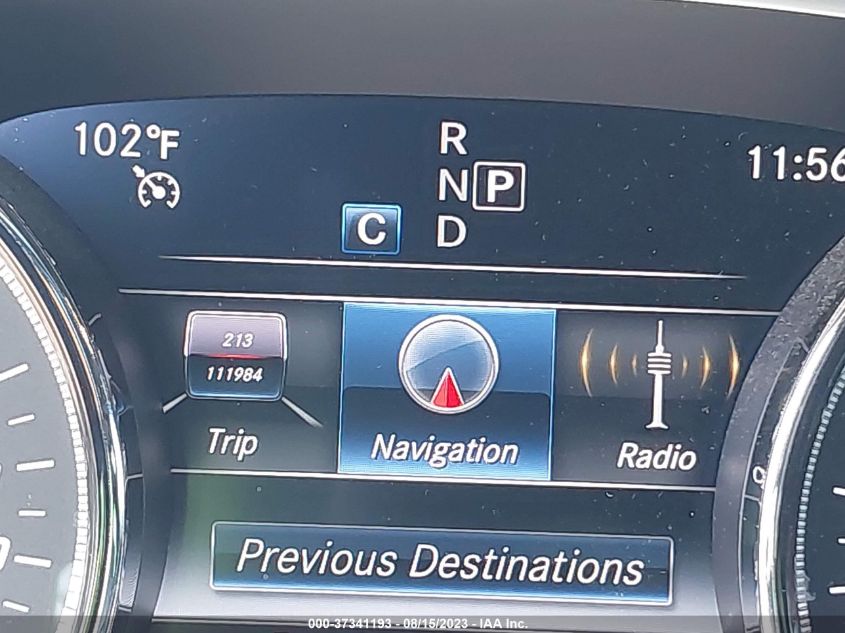 102°F
R
11:56
N P
C D
213
111984
Trip
Navigation
Radio
Previous Destinations
000-37341193 - 08/15/2023 - IAA Inc.